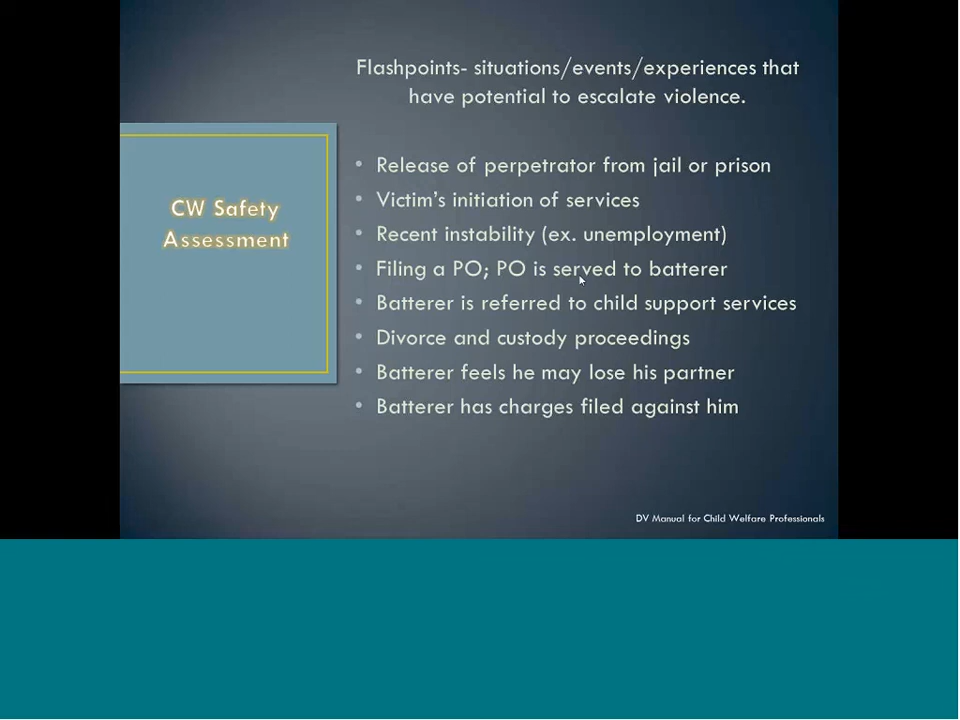 Flashpoints- situations/events/experiences that
have potential to escalate violence.
CW Safety
Assessment
• Release of perpetrator from jail or prison
• Victim's initiation of services
• Recent instability (ex. unemployment)
• Filing a PO; PO is served to batterer
• Batterer is referred to child support services
• Divorce and custody proceedings
• Batterer feels he may lose his partner
• Batterer has charges filed against him
DV Manual for Child Welfare Professionals